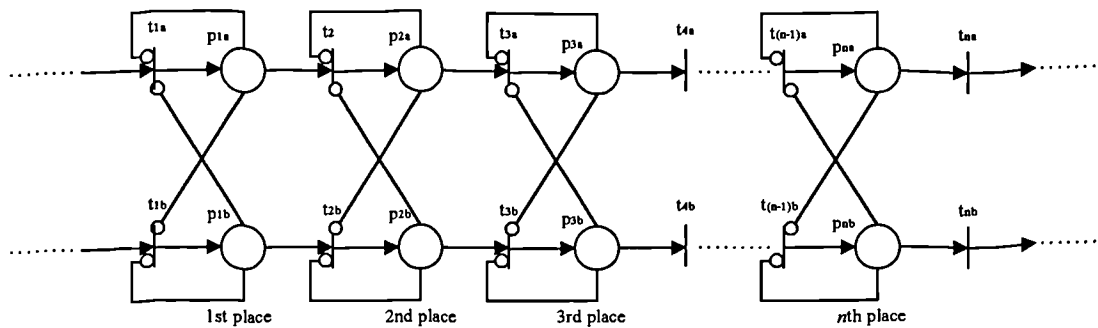 t1a p1a t2 p2a t3a p3a t4a t(n-1)a pna tna
t1b p1b t2b p2b t3b p3b t4b t(n-1)b pnb tnb
1st place 2nd place 3rd place nth place